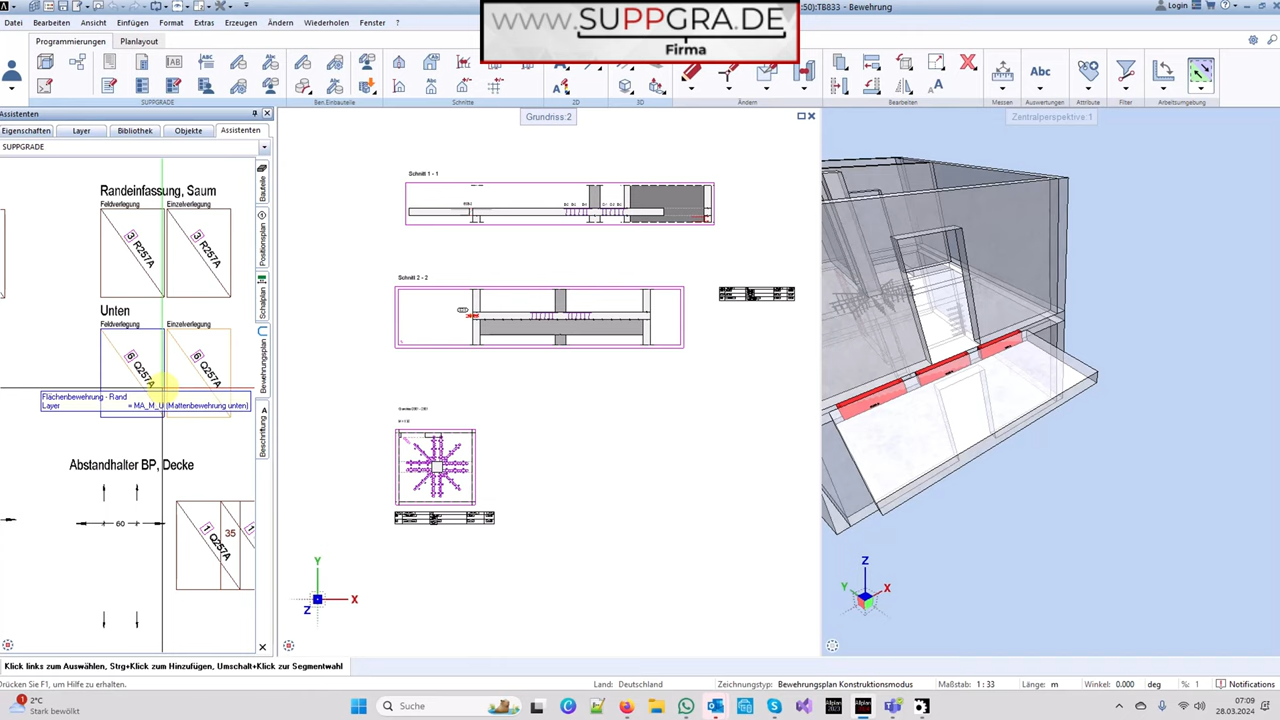 :50):TB833 - Bewehrung
Login
www.SUPPGRA.DE
Firma
Datei Bearbeiten Ansicht Einfügen Format Extras Erzeugen Ändern Wiederholen Fenster ?
Programmierungen Planlayout
Abc
SUPPGRADE Ben.Einbauteile Schnitte 2D 3D Ändern Bearbeiten Messen Auswertungen Attribute Filter Arbeitsumgebung
Assistenten
Eigenschaften Layer Bibliothek Objekte Assistenten
SUPPGRADE
Grundriss:2
Zentralperspektive:1
Bauteile
Positionsplan
Schalplan
Bewehrungsplan
Beschriftung
Randeinfassung, Saum
Feldverlegung Einzelverlegung
3 R257A
3 R257A
Unten
Feldverlegung Einzelverlegung
6 Q257A
6 Q257A
Flächenbewehrung - Rand
Layer = MA_M_U (Mattenbewehrung unten)
Abstandhalter BP, Decke
60
35
1 Q257A
Schnitt 1 - 1
Schnitt 2 - 2
Y
X
Z
Z
Y
X
Klick links zum Auswählen, Strg+Klick zum Hinzufügen, Umschalt+Klick zur Segmentwahl
Drücken Sie F1, um Hilfe zu erhalten.
Land: Deutschland
Zeichnungstyp: Bewehrungsplan Konstruktionsmodus
Maßstab: 1 : 33
Länge: m
Winkel: 0.000 deg
% 1
Notifications
2°C
Stark bewölkt
Suche
07:09
28.03.2024